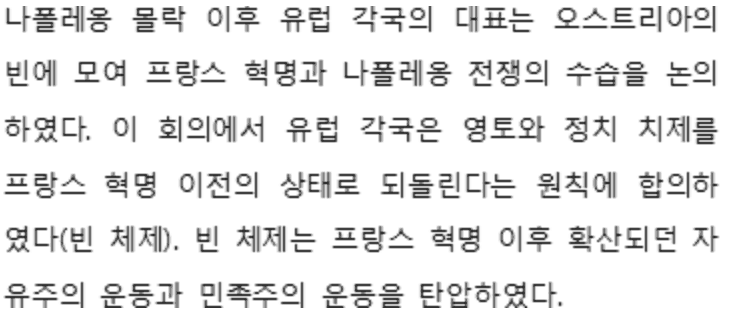 나폴레옹 몰락 이후 유럽 각국의 대표는 오스트리아의
빈에 모여 프랑스 혁명과 나폴레옹 전쟁의 수습을 논의
하였다. 이 회의에서 유럽 각국은 영토와 정치 치제를
프랑스 혁명 이전의 상태로 되돌린다는 원칙에 합의하
였다(빈 체제). 빈 체제는 프랑스 혁명 이후 확산되던 자
유주의 운동과 민족주의 운동을 탄압하였다.